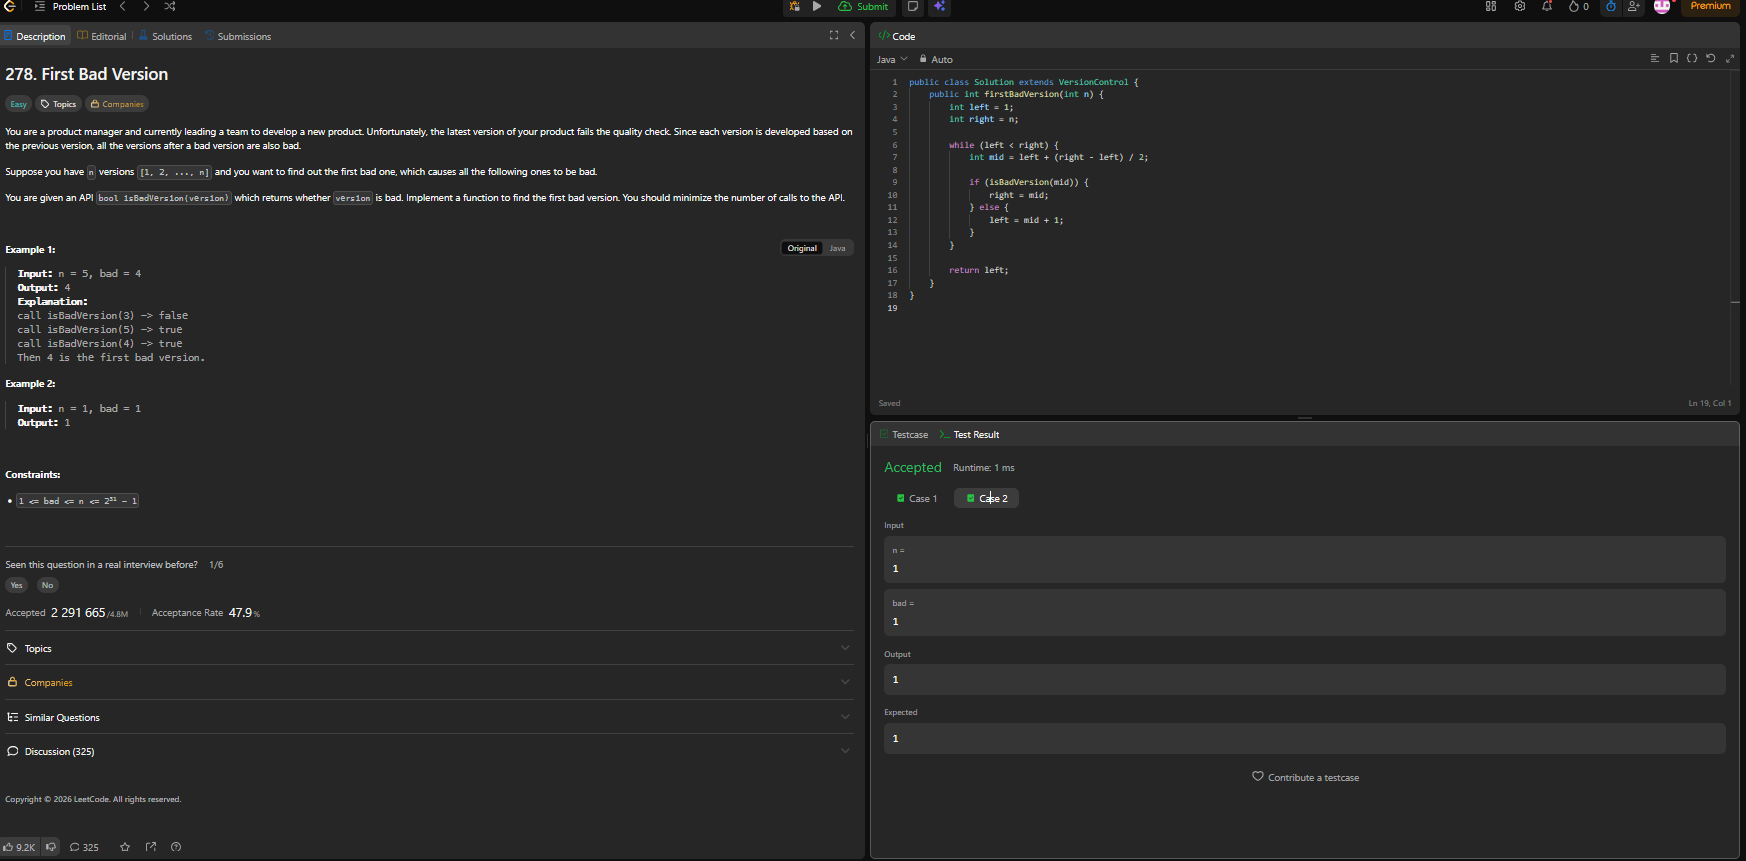 Problem List
Submit
0
Premium
Description
Editorial
Solutions
Submissions
278. First Bad Version
Easy
Topics
Companies
You are a product manager and currently leading a team to develop a new product. Unfortunately, the latest version of your product fails the quality check. Since each version is developed based on
the previous version, all the versions after a bad version are also bad.
Suppose you have n versions [1, 2, ..., n] and you want to find out the first bad one, which causes all the following ones to be bad.
You are given an API bool isBadVersion(version) which returns whether version is bad. Implement a function to find the first bad version. You should minimize the number of calls to the API.
Example 1:
Original Java
Input: n = 5, bad = 4
Output: 4
Explanation:
call isBadVersion(3) -> false
call isBadVersion(5) -> true
call isBadVersion(4) -> true
Then 4 is the first bad version.
Example 2:
Input: n = 1, bad = 1
Output: 1
Constraints:
• 1 <= bad <= n <= 2³¹ - 1
Seen this question in a real interview before? 1/6
Yes No
Accepted 2 291 665/4.8M Acceptance Rate 47.9%
Topics
Companies
Similar Questions
Discussion (325)
Copyright © 2026 LeetCode. All rights reserved.
9.2K 325
Code
Java Auto
1 public class Solution extends VersionControl {
2 public int firstBadVersion(int n) {
3 int left = 1;
4 int right = n;
5
6 while (left < right) {
7 int mid = left + (right - left) / 2;
8
9 if (isBadVersion(mid)) {
10 right = mid;
11 } else {
12 left = mid + 1;
13 }
14 }
15
16 return left;
17 }
18 }
19
Saved Ln 19, Col 1
Testcase
>_ Test Result
Accepted Runtime: 1 ms
Case 1 Case 2
Input
n =
1
bad =
1
Output
1
Expected
1
Contribute a testcase